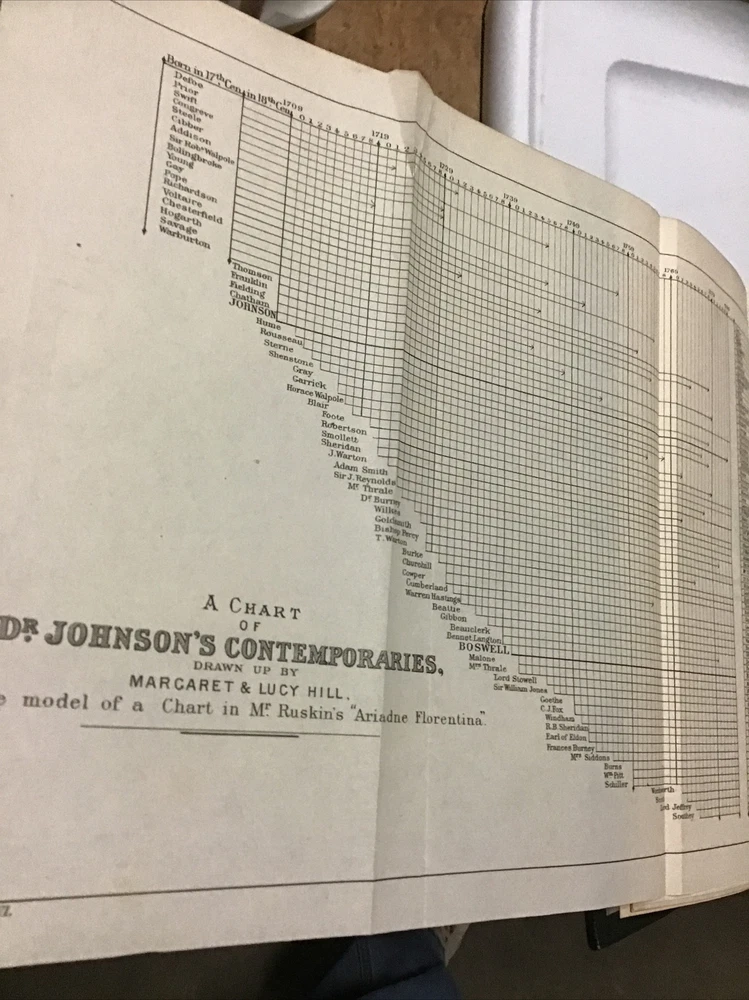 Born in 17th Cen. in 18th Cen.
1709
1719
1729
1739
1749
1759
1769
Defoe
Prior
Swift
Congreve
Steele
Cibber
Addison
Sir Robt Walpole
Bolingbroke
Young
Gay
Pope
Richardson
Voltaire
Chesterfield
Hogarth
Savage
Warburton
Thomson
Franklin
Fielding
Chatham
JOHNSON
Hume
Rousseau
Sterne
Shenstone
Gray
Garrick
Horace Walpole
Blair
Foote
Robertson
Smollett
Sheridan
J. Warton
Adam Smith
Sir J. Reynolds
Mr Thrale
Dr Burney
Wilkes
Goldsmith
Bishop Percy
T. Warton
Burke
Churchill
Cowper
Cumberland
Warren Hastings
Beattie
Gibbon
Beauclerk
Bennet Langton
BOSWELL
Malone
Mrs Thrale
Lord Stowell
Sir William Jones
Goethe
C.J. Fox
Windham
R.B. Sheridan
Earl of Eldon
Frances Burney
Mrs Siddons
Burns
Wm Pitt
Schiller
Lord Jeffrey
Southey
A CHART
OF
DR JOHNSON'S CONTEMPORARIES,
DRAWN UP BY
MARGARET & LUCY HILL,
model of a Chart in Mr Ruskin's "Ariadne Florentina".